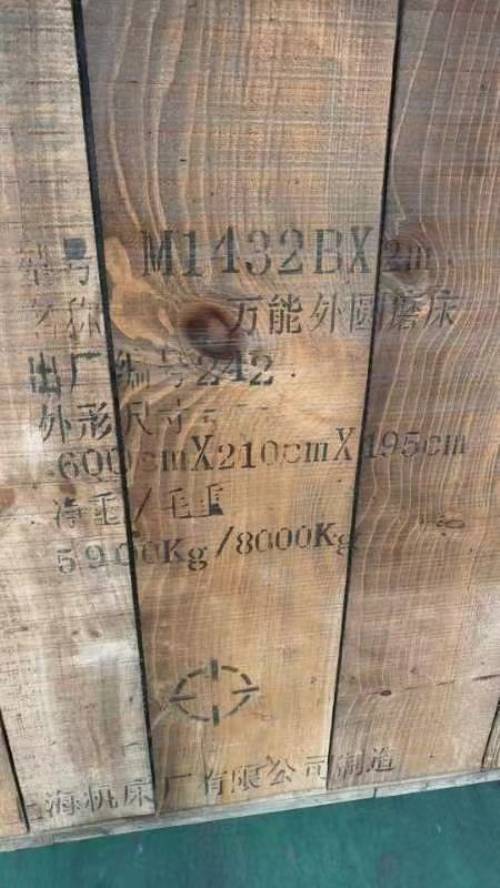 型号 M1432BX2m
名称 万能外圆磨床
出厂编号242
外形尺寸
600cmX210cmX195cm
净重/毛重
5900Kg/8000Kg
上海机床厂有限公司制造